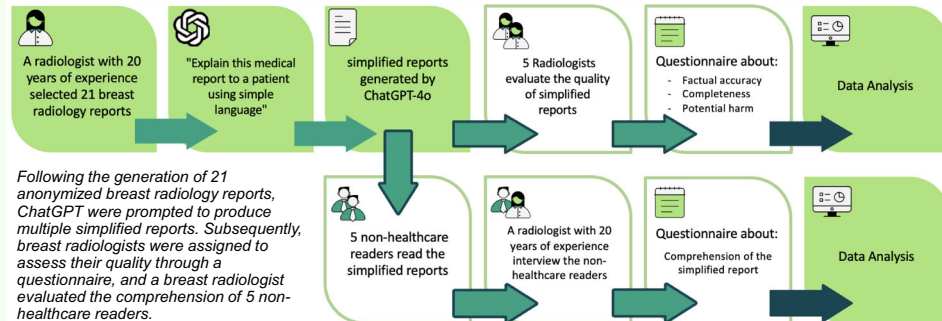 A radiologist with 20
years of experience
selected 21 breast
radiology reports
"Explain this medical
report to a patient
using simple
language"
simplified reports
generated by
ChatGPT-4o
5 Radiologists
evaluate the quality
of simplified
reports
Questionnaire about:
- Factual accuracy
- Completeness
- Potential harm
Data Analysis
Following the generation of 21
anonymized breast radiology reports,
ChatGPT were prompted to produce
multiple simplified reports. Subsequently,
breast radiologists were assigned to
assess their quality through a
questionnaire, and a breast radiologist
evaluated the comprehension of 5 non-
healthcare readers.
5 non-healthcare
readers read the
simplified reports
A radiologist with 20
years of experience
interview the non-
healthcare readers
Questionnaire about:
Comprehension of the
simplified report
Data Analysis